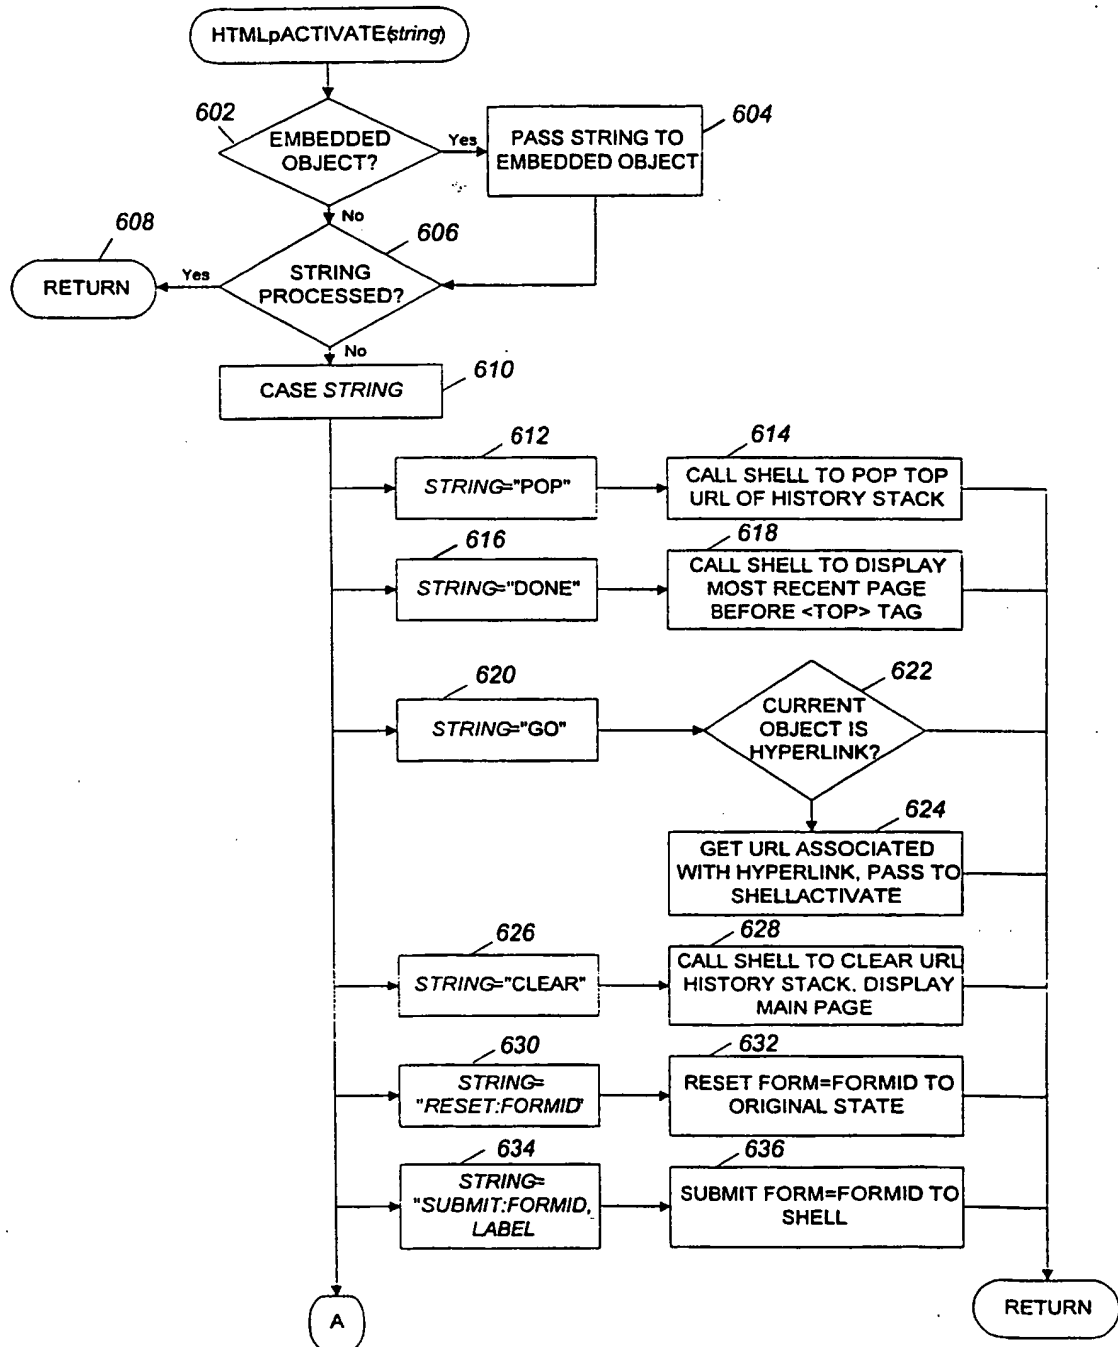 HTMLpACTIVATE(string)
602
EMBEDDED
OBJECT?
Yes
604
PASS STRING TO
EMBEDDED OBJECT
No
608
RETURN
Yes
606
STRING
PROCESSED?
No
610
CASE STRING
612
STRING="POP"
614
CALL SHELL TO POP TOP
URL OF HISTORY STACK
616
STRING="DONE"
618
CALL SHELL TO DISPLAY
MOST RECENT PAGE
BEFORE <TOP> TAG
620
STRING="GO"
622
CURRENT
OBJECT IS
HYPERLINK?
624
GET URL ASSOCIATED
WITH HYPERLINK, PASS TO
SHELLACTIVATE
626
STRING="CLEAR"
628
CALL SHELL TO CLEAR URL
HISTORY STACK. DISPLAY
MAIN PAGE
630
STRING=
"RESET:FORMID"
632
RESET FORM=FORMID TO
ORIGINAL STATE
634
STRING=
"SUBMIT:FORMID,
LABEL
636
SUBMIT FORM=FORMID TO
SHELL
A
RETURN